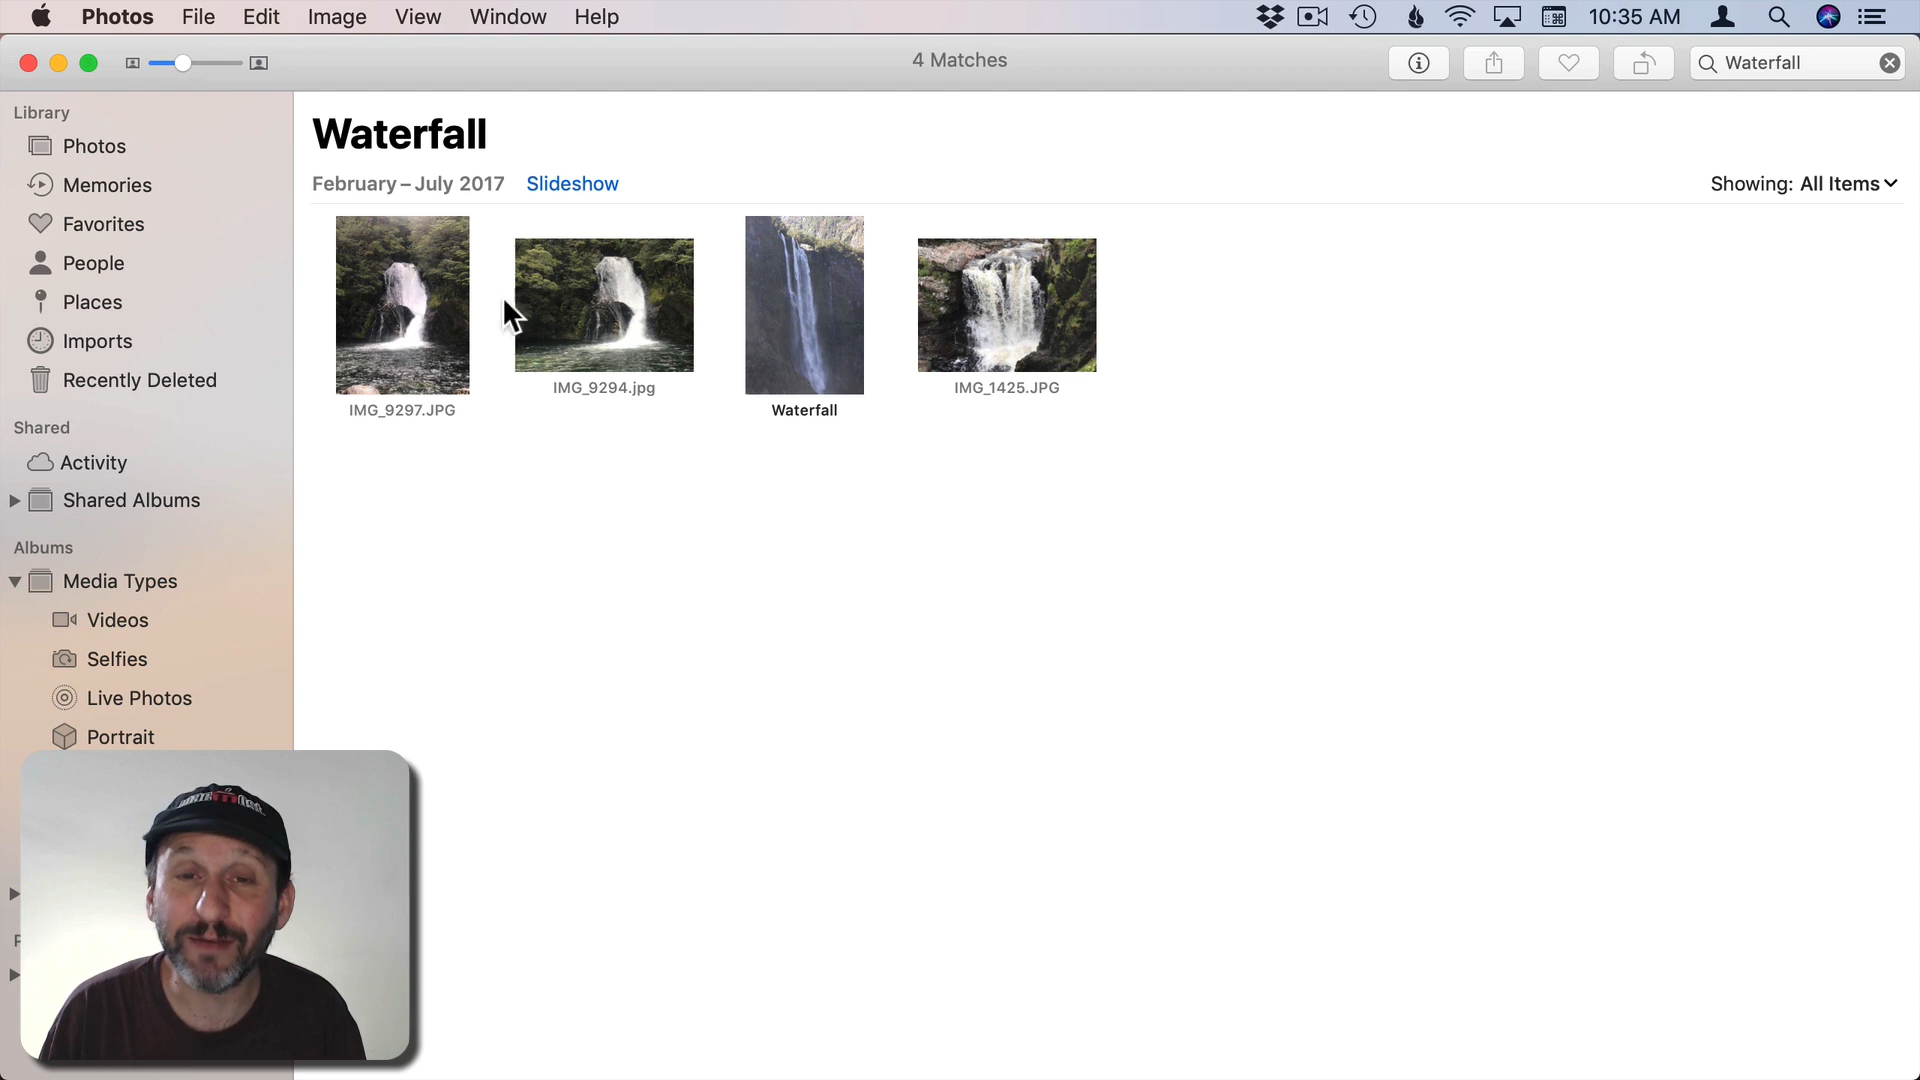 Photos File Edit Image View Window Help 10:35 AM
4 Matches
Waterfall
Library
Photos
Memories
Favorites
People
Places
Imports
Recently Deleted
Shared
Activity
Shared Albums
Albums
Media Types
Videos
Selfies
Live Photos
Portrait
Waterfall
February – July 2017 Slideshow
Showing: All Items
IMG_9297.JPG
IMG_9294.jpg
Waterfall
IMG_1425.JPG